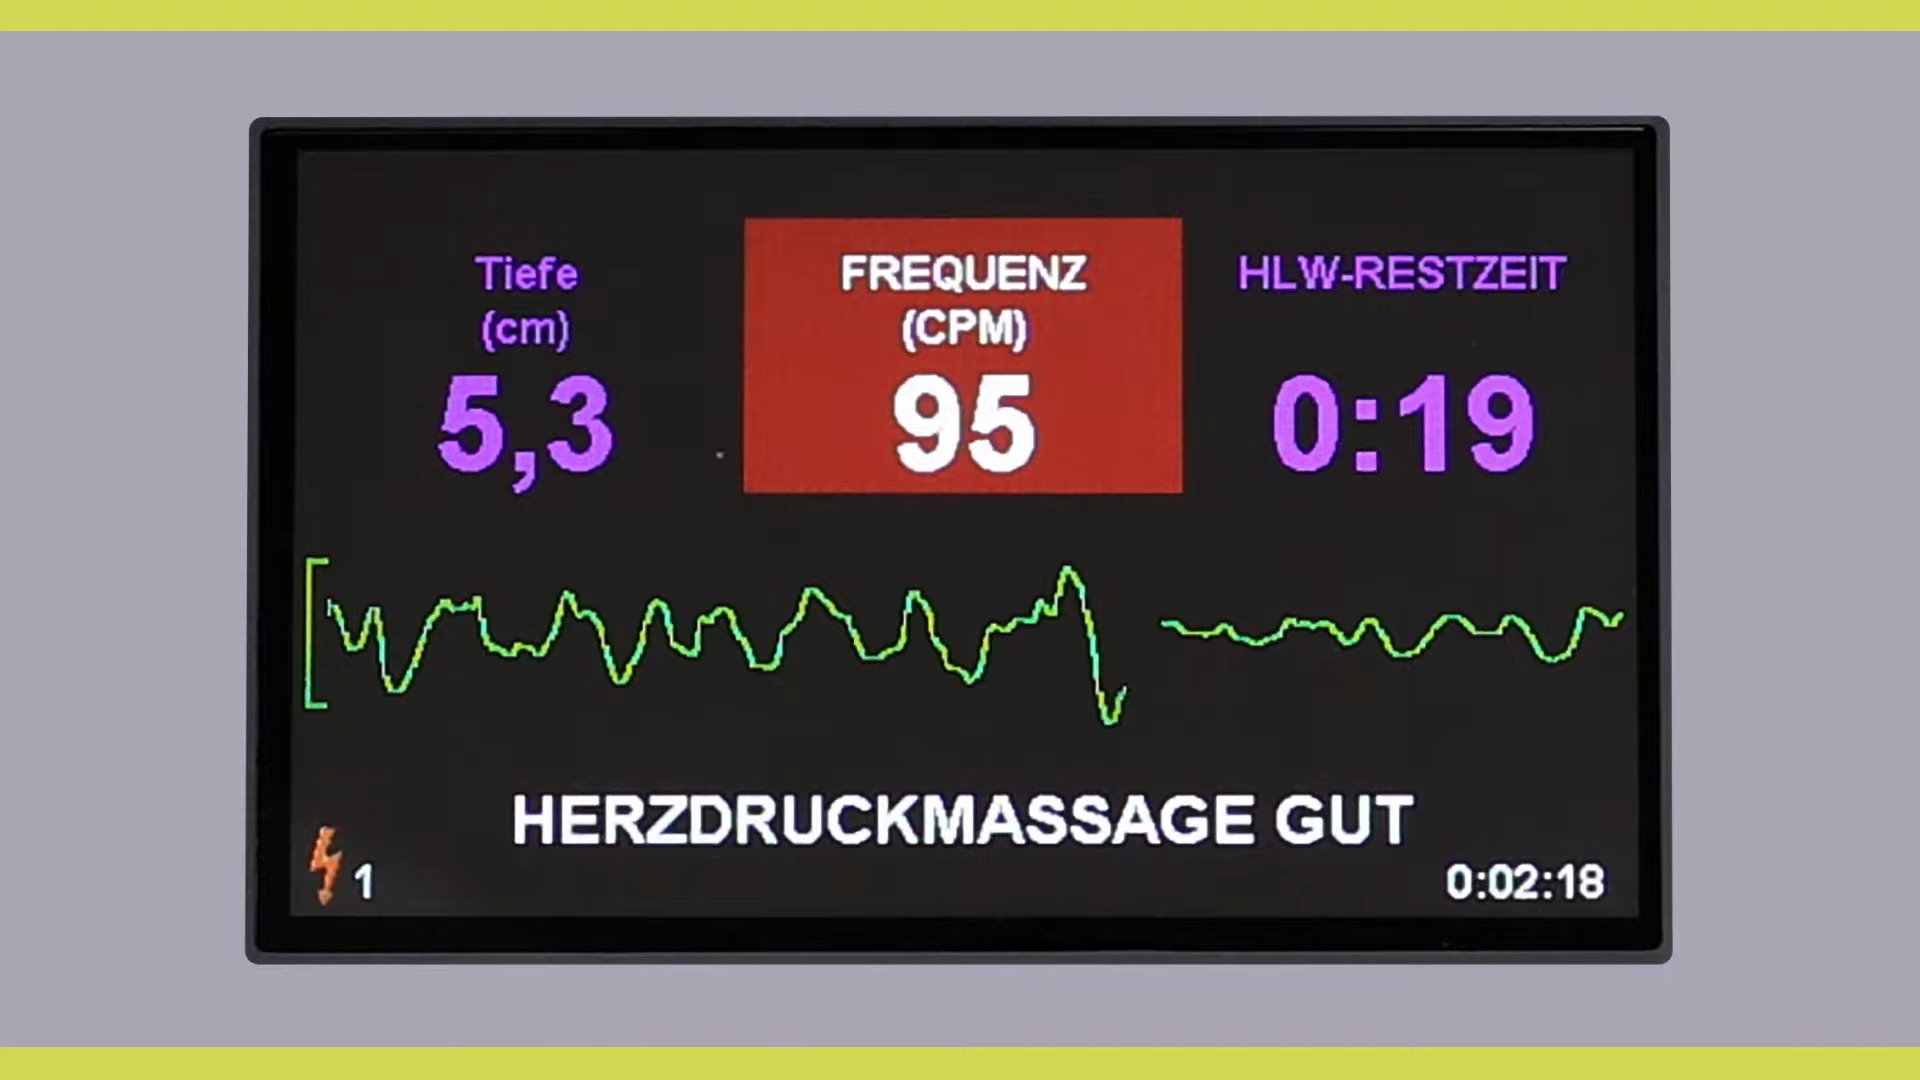 Tiefe
(cm)
5,3
FREQUENZ
(CPM)
95
HLW-RESTZEIT
0:19
HERZDRUCKMASSAGE GUT
1
0:02:18